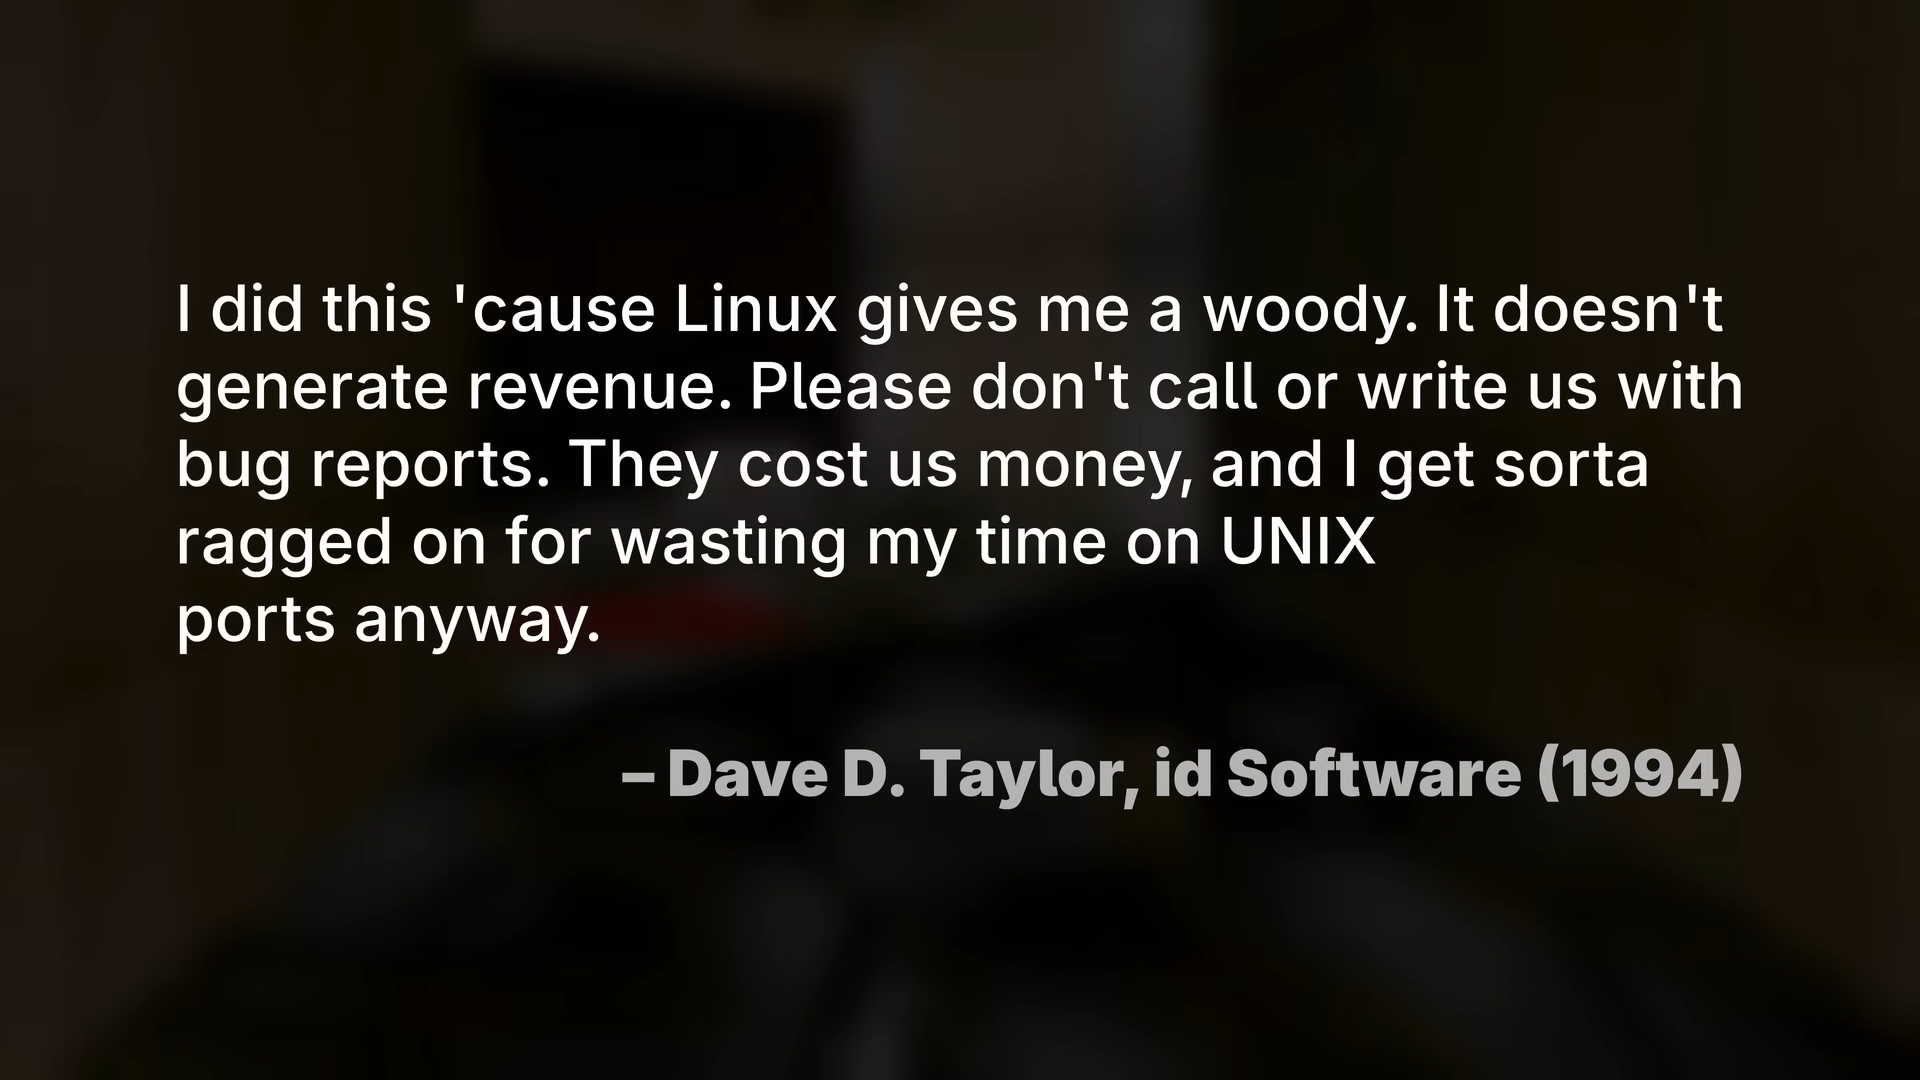 I did this 'cause Linux gives me a woody. It doesn't
generate revenue. Please don't call or write us with
bug reports. They cost us money, and I get sorta
ragged on for wasting my time on UNIX
ports anyway.
– Dave D. Taylor, id Software (1994)